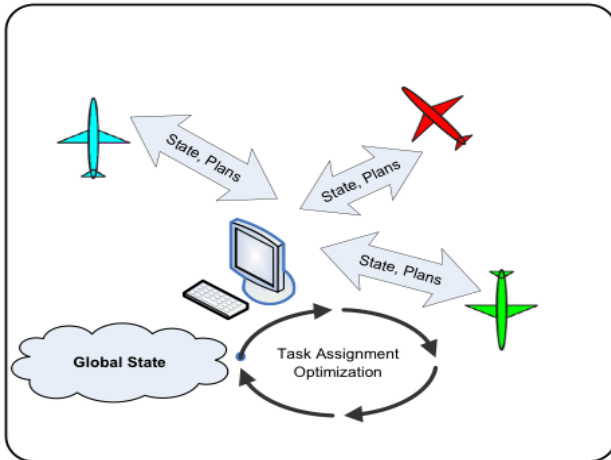 State, Plans
State, Plans
State, Plans
Global State
Task Assignment
Optimization